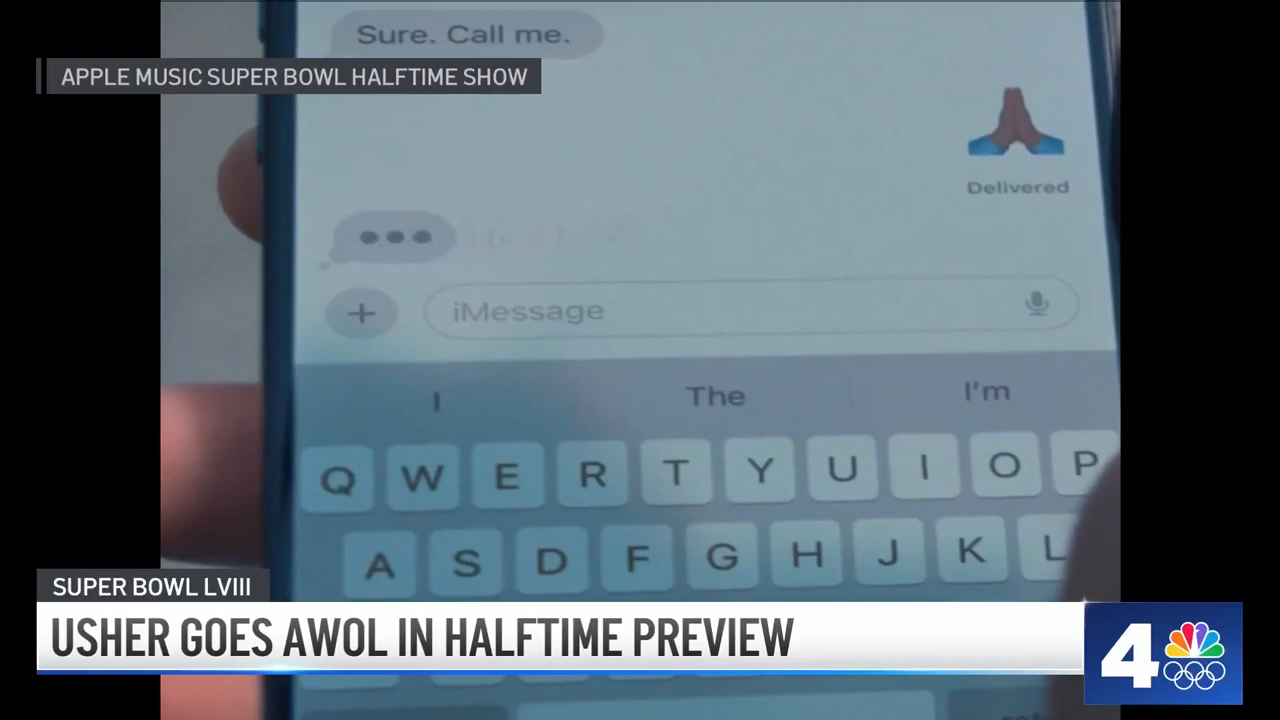 Sure. Call me.
APPLE MUSIC SUPER BOWL HALFTIME SHOW
Delivered
iMessage
I The I'm
Q W E R T Y U I O P
A S D F G H J K L
SUPER BOWL LVIII
USHER GOES AWOL IN HALFTIME PREVIEW
4